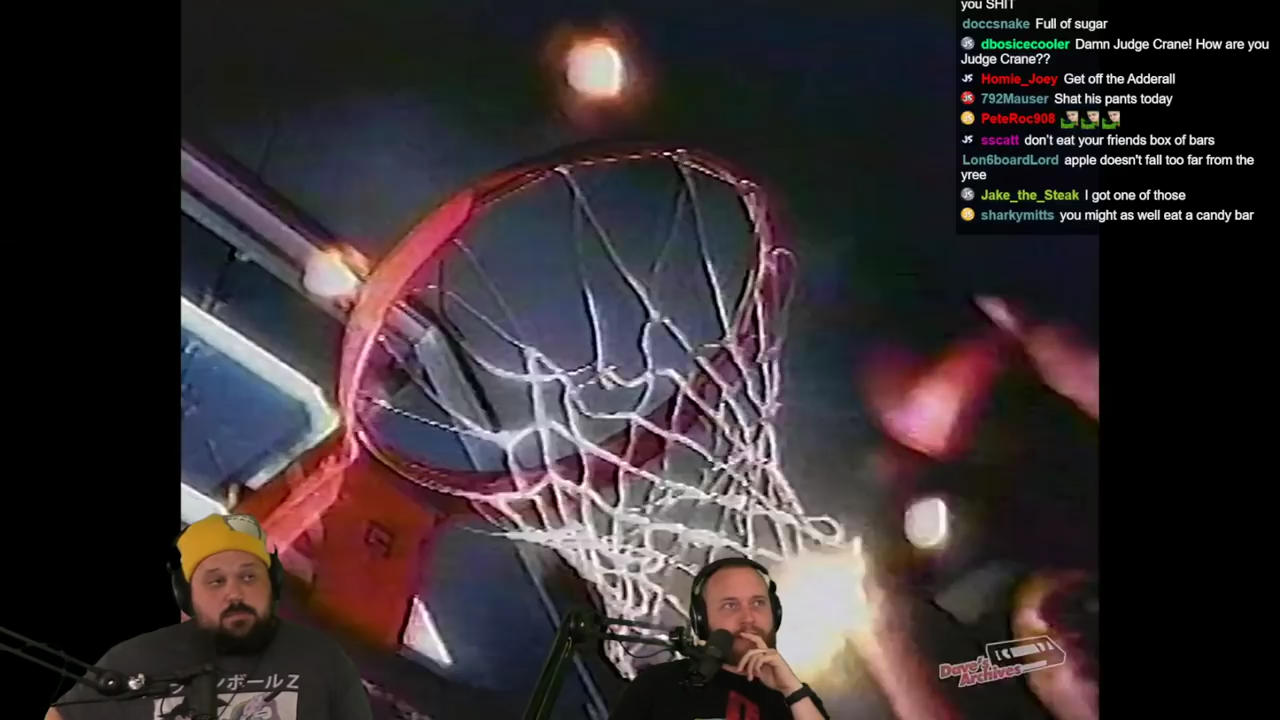 you SHIT
doccsnake Full of sugar
dbosicecooler Damn Judge Crane! How are you
Judge Crane??
Homie_Joey Get off the Adderall
792Mauser Shat his pants today
PeteRoc908
sscatt don't eat your friends box of bars
Lon6boardLord apple doesn't fall too far from the
yree
Jake_the_Steak I got one of those
sharkymitts you might as well eat a candy bar
Dave's
Archives
ボールZ